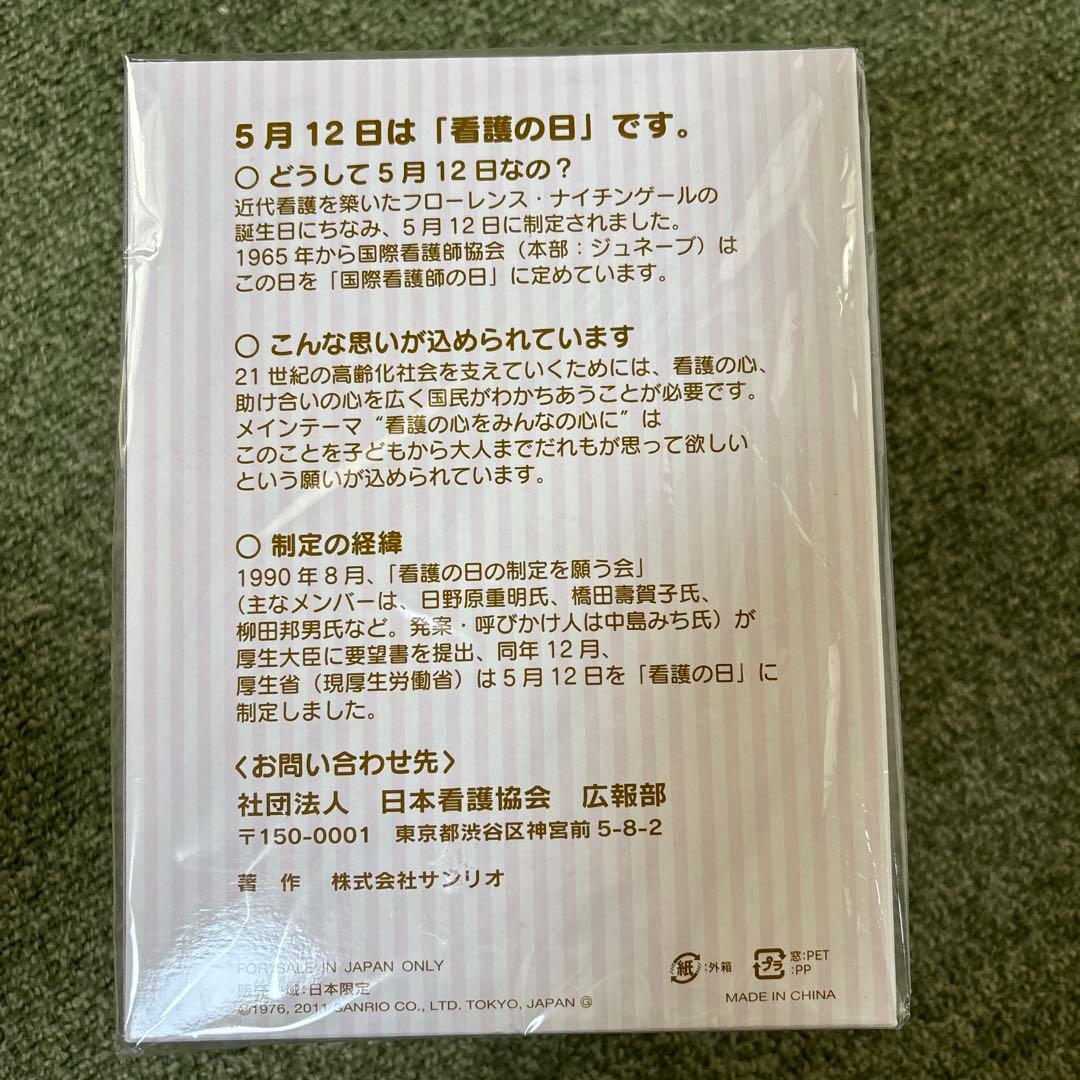 5月12日は「看護の日」です。
○ どうして5月12日なの？
近代看護を築いたフローレンス・ナイチンゲールの
誕生日にちなみ、5月12日に制定されました。
1965年から国際看護師協会（本部：ジュネーブ）は
この日を「国際看護師の日」に定めています。
○ こんな思いが込められています
21世紀の高齢化社会を支えていくためには、看護の心、
助け合いの心を広く国民がわかちあうことが必要です。
メインテーマ“看護の心をみんなの心に”は
このことを子どもから大人までだれもが思って欲しい
という願いが込められています。
○ 制定の経緯
1990年8月、「看護の日の制定を願う会」
（主なメンバーは、日野原重明氏、橋田壽賀子氏、
柳田邦男氏など。発案・呼びかけ人は中島みち氏）が
厚生大臣に要望書を提出、同年12月、
厚生省（現厚生労働省）は5月12日を「看護の日」に
制定しました。
〈お問い合わせ先〉
社団法人 日本看護協会 広報部
〒150-0001 東京都渋谷区神宮前5-8-2
著 作 株式会社サンリオ
FOR SALE IN JAPAN ONLY
域:日本限定
©1976, 2011 SANRIO CO., LTD. TOKYO, JAPAN Ⓖ
紙:外箱
プラ 窓:PET
:PP
MADE IN CHINA